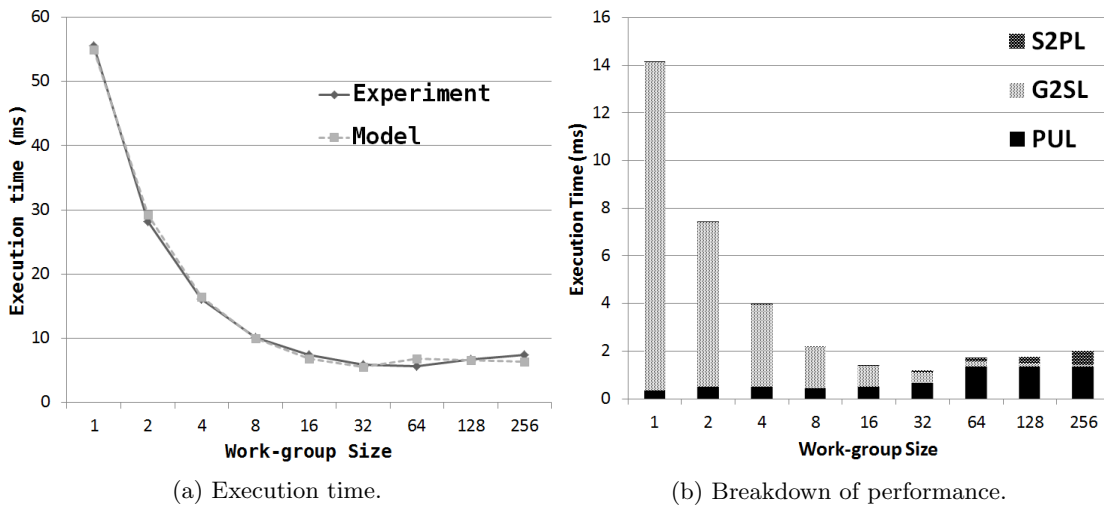 60
50
40
30
20
10
0
Execution time (ms)
Experiment
Model
1 2 4 8 16 32 64 128 256
Work-group Size
(a) Execution time.
16
14
12
10
8
6
4
2
0
Execution Time (ms)
S2PL
G2SL
PUL
1 2 4 8 16 32 64 128 256
Work-group Size
(b) Breakdown of performance.